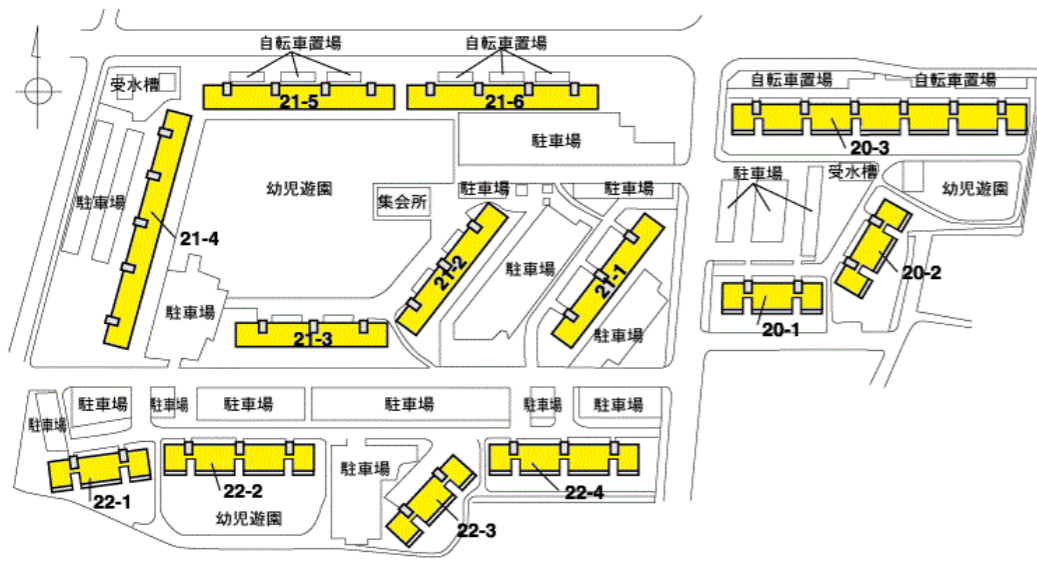 自転車置場
自転車置場
受水槽
21-5
21-6
自転車置場
自転車置場
20-3
駐車場
駐車場
幼児遊園
集会所
駐車場
駐車場
駐車場
受水槽
幼児遊園
21-4
21-2
駐車場
21-1
20-2
駐車場
21-3
駐車場
20-1
駐車場
駐車場
駐車場
駐車場
駐車場
駐車場
駐車場
22-1
22-2
幼児遊園
駐車場
22-3
22-4